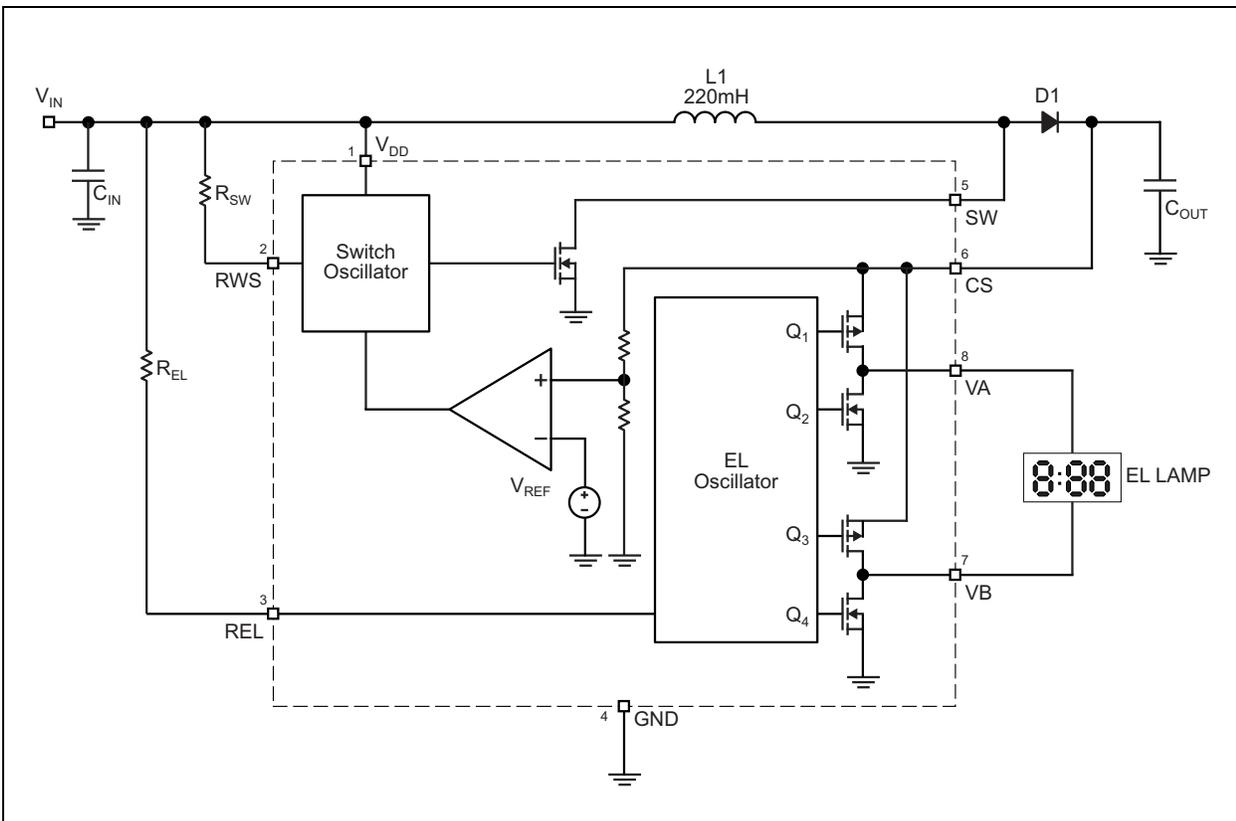 L1
220mH
D1
V_IN
1
V_DD
C_IN
R_SW
5
SW
C_OUT
2
RWS
Switch
Oscillator
6
CS
Q_1
R_EL
+
8
VA
Q_2
−
EL
Oscillator
8:88
EL LAMP
V_REF
+
−
Q_3
7
VB
3
REL
Q_4
4
GND